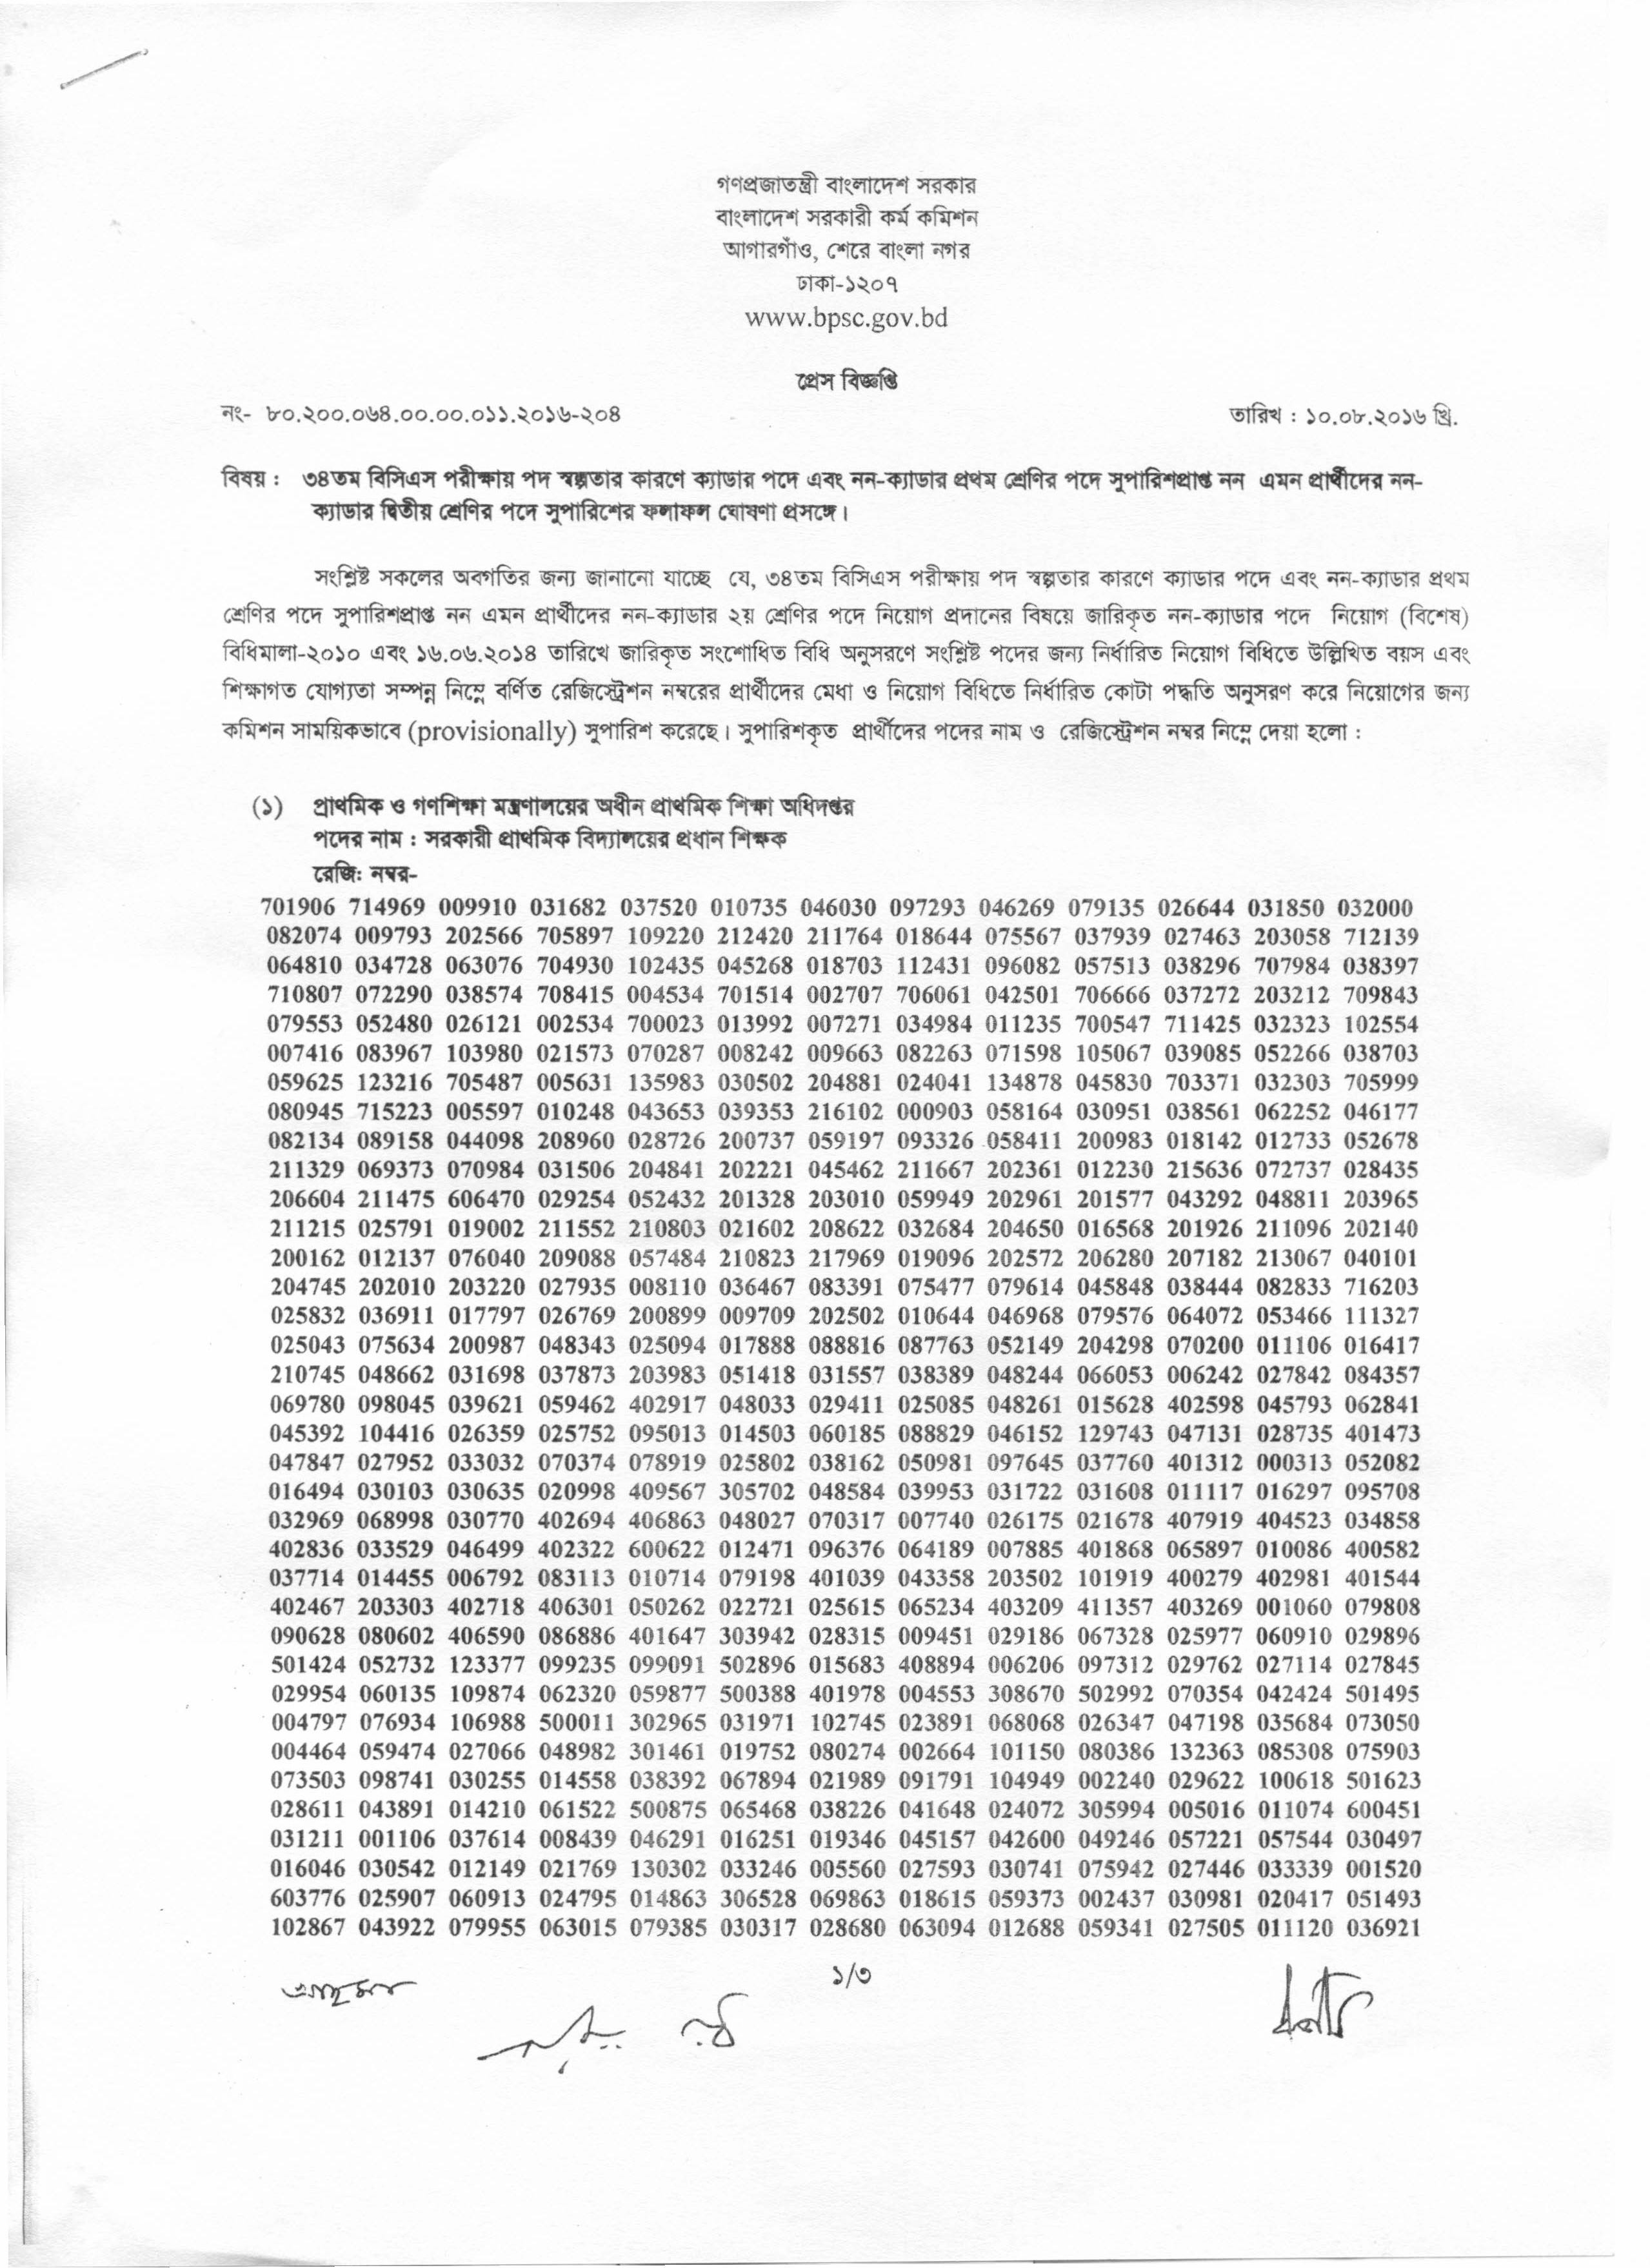 গণপ্রজাতন্ত্রী বাংলাদেশ সরকার
বাংলাদেশ সরকারী কর্ম কমিশন
আগারগাঁও, শেরে বাংলা নগর
ঢাকা-১২০৭
www.bpsc.gov.bd
প্রেস বিজ্ঞপ্তি
নং- ৮০.২০০.০৬৪.০০.০০.০১১.২০১৬-২০৪ তারিখ : ১০.০৮.২০১৬ খ্রি.
বিষয় : ৩৪তম বিসিএস পরীক্ষায় পদ স্বল্পতার কারণে ক্যাডার পদে এবং নন-ক্যাডার প্রথম শ্রেণির পদে সুপারিশপ্রাপ্ত নন এমন প্রার্থীদের নন-
ক্যাডার দ্বিতীয় শ্রেণির পদে সুপারিশের ফলাফল ঘোষণা প্রসঙ্গে।
সংশ্লিষ্ট সকলের অবগতির জন্য জানানো যাচ্ছে যে, ৩৪তম বিসিএস পরীক্ষায় পদ স্বল্পতার কারণে ক্যাডার পদে এবং নন-ক্যাডার প্রথম
শ্রেণির পদে সুপারিশপ্রাপ্ত নন এমন প্রার্থীদের নন-ক্যাডার ২য় শ্রেণির পদে নিয়োগ প্রদানের বিষয়ে জারিকৃত নন-ক্যাডার পদে নিয়োগ (বিশেষ)
বিধিমালা-২০১০ এবং ১৬.০৬.২০১৪ তারিখে জারিকৃত সংশোধিত বিধি অনুসরণে সংশ্লিষ্ট পদের জন্য নির্ধারিত নিয়োগ বিধিতে উল্লিখিত বয়স এবং
শিক্ষাগত যোগ্যতা সম্পন্ন নিম্নে বর্ণিত রেজিস্ট্রেশন নম্বরের প্রার্থীদের মেধা ও নিয়োগ বিধিতে নির্ধারিত কোটা পদ্ধতি অনুসরণ করে নিয়োগের জন্য
কমিশন সাময়িকভাবে (provisionally) সুপারিশ করেছে। সুপারিশকৃত প্রার্থীদের পদের নাম ও রেজিস্ট্রেশন নম্বর নিম্নে দেয়া হলো :
(১) প্রাথমিক ও গণশিক্ষা মন্ত্রণালয়ের অধীন প্রাথমিক শিক্ষা অধিদপ্তর
পদের নাম : সরকারী প্রাথমিক বিদ্যালয়ের প্রধান শিক্ষক
রেজি: নম্বর-
701906 714969 009910 031682 037520 010735 046030 097293 046269 079135 026644 031850 032000
082074 009793 202566 705897 109220 212420 211764 018644 075567 037939 027463 203058 712139
064810 034728 063076 704930 102435 045268 018703 112431 096082 057513 038296 707984 038397
710807 072290 038574 708415 004534 701514 002707 706061 042501 706666 037272 203212 709843
079553 052480 026121 002534 700023 013992 007271 034984 011235 700547 711425 032323 102554
007416 083967 103980 021573 070287 008242 009663 082263 071598 105067 039085 052266 038703
059625 123216 705487 005631 135983 030502 204881 024041 134878 045830 703371 032303 705999
080945 715223 005597 010248 043653 039353 216102 000903 058164 030951 038561 062252 046177
082134 089158 044098 208960 028726 200737 059197 093326 058411 200983 018142 012733 052678
211329 069373 070984 031506 204841 202221 045462 211667 202361 012230 215636 072737 028435
206604 211475 606470 029254 052432 201328 203010 059949 202961 201577 043292 048811 203965
211215 025791 019002 211552 210803 021602 208622 032684 204650 016568 201926 211096 202140
200162 012137 076040 209088 057484 210823 217969 019096 202572 206280 207182 213067 040101
204745 202010 203220 027935 008110 036467 083391 075477 079614 045848 038444 082833 716203
025832 036911 017797 026769 200899 009709 202502 010644 046968 079576 064072 053466 111327
025043 075634 200987 048343 025094 017888 088816 087763 052149 204298 070200 011106 016417
210745 048662 031698 037873 203983 051418 031557 038389 048244 066053 006242 027842 084357
069780 098045 039621 059462 402917 048033 029411 025085 048261 015628 402598 045793 062841
045392 104416 026359 025752 095013 014503 060185 088829 046152 129743 047131 028735 401473
047847 027952 033032 070374 078919 025802 038162 050981 097645 037760 401312 000313 052082
016494 030103 030635 020998 409567 305702 048584 039953 031722 031608 011117 016297 095708
032969 068998 030770 402694 406863 048027 070317 007740 026175 021678 407919 404523 034858
402836 033529 046499 402322 600622 012471 096376 064189 007885 401868 065897 010086 400582
037714 014455 006792 083113 010714 079198 401039 043358 203502 101919 400279 402981 401544
402467 203303 402718 406301 050262 022721 025615 065234 403209 411357 403269 001060 079808
090628 080602 406590 086886 401647 303942 028315 009451 029186 067328 025977 060910 029896
501424 052732 123377 099235 099091 502896 015683 408894 006206 097312 029762 027114 027845
029954 060135 109874 062320 059877 500388 401978 004553 308670 502992 070354 042424 501495
004797 076934 106988 500011 302965 031971 102745 023891 068068 026347 047198 035684 073050
004464 059474 027066 048982 301461 019752 080274 002664 101150 080386 132363 085308 075903
073503 098741 030255 014558 038392 067894 021989 091791 104949 002240 029622 100618 501623
028611 043891 014210 061522 500875 065468 038226 041648 024072 305994 005016 011074 600451
031211 001106 037614 008439 046291 016251 019346 045157 042600 049246 057221 057544 030497
016046 030542 012149 021769 130302 033246 005560 027593 030741 075942 027446 033339 001520
603776 025907 060913 024795 014863 306528 069863 018615 059373 002437 030981 020417 051493
102867 043922 079955 063015 079385 030317 028680 063094 012688 059341 027505 011120 036921
১/৩